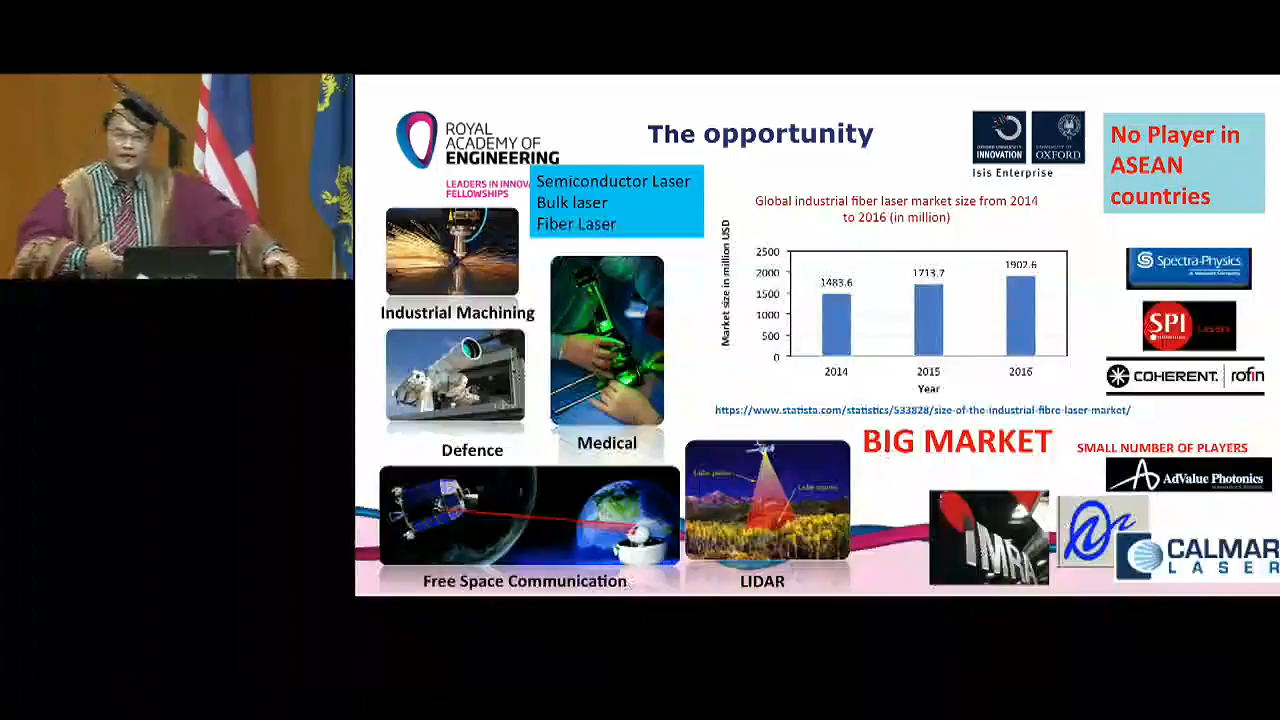 ROYAL
ACADEMY OF
ENGINEERING
LEADERS IN INNOVA
FELLOWSHIPS
The opportunity
OXFORD UNIVERSITY
INNOVATION
UNIVERSITY OF
OXFORD
Isis Enterprise
No Player in
ASEAN
countries
Semiconductor Laser
Bulk laser
Fiber Laser
Global industrial fiber laser market size from 2014
to 2016 (in million)
Market size in million USD
2500
2000
1500
1000
500
0
1483.6
1713.7
1902.6
2014
2015
2016
Year
https://www.statista.com/statistics/533828/size-of-the-industrial-fibre-laser-market/
Spectra-Physics
SPI Lasers
COHERENT. | rofin
Industrial Machining
Defence
Medical
BIG MARKET
SMALL NUMBER OF PLAYERS
AdValue Photonics
IMRA
CALMAR
LASER
Free Space Communication
LIDAR